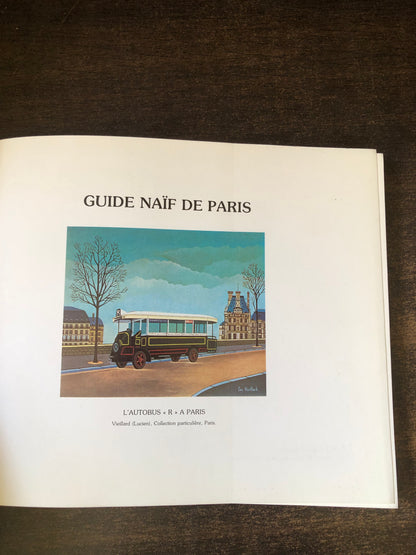 GUIDE NAÏF DE PARIS
L'AUTOBUS « R » A PARIS
Vieillard (Lucien), Collection particulière, Paris.